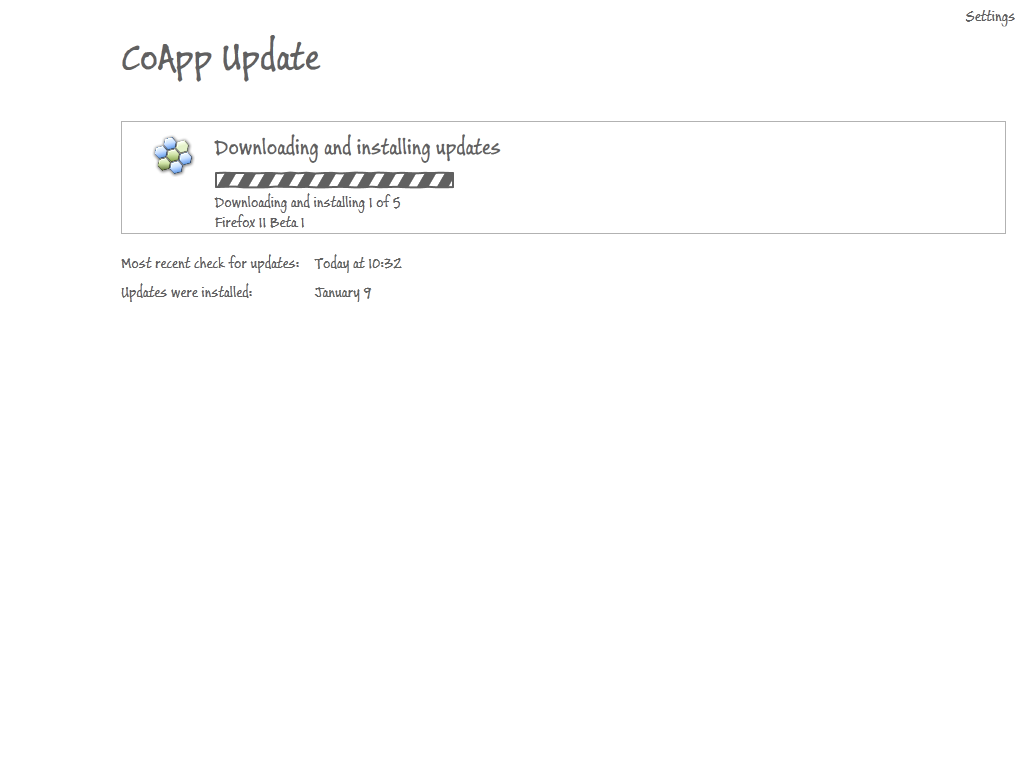 Settings
CoApp Update
Downloading and installing updates
Downloading and installing 1 of 5
Firefox 11 Beta 1
Most recent check for updates: Today at 10:32
Updates were installed: January 9